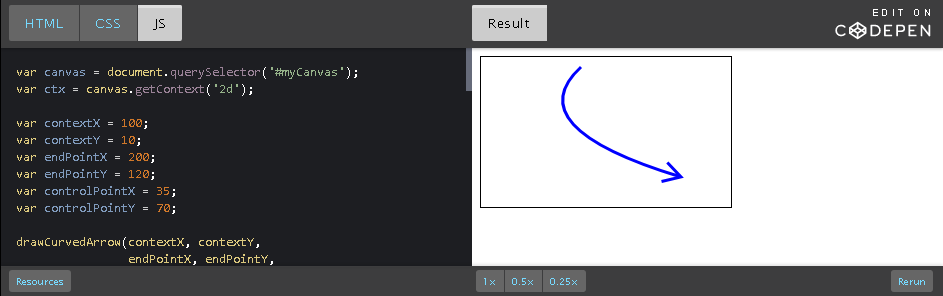 HTML CSS JS Result
EDIT ON
CODEPEN
var canvas = document.querySelector('#myCanvas');
var ctx = canvas.getContext('2d');
var contextX = 100;
var contextY = 10;
var endPointX = 200;
var endPointY = 120;
var controlPointX = 35;
var controlPointY = 70;
drawCurvedArrow(contextX, contextY,
endPointX, endPointY,
Resources 1x 0.5x 0.25x Rerun